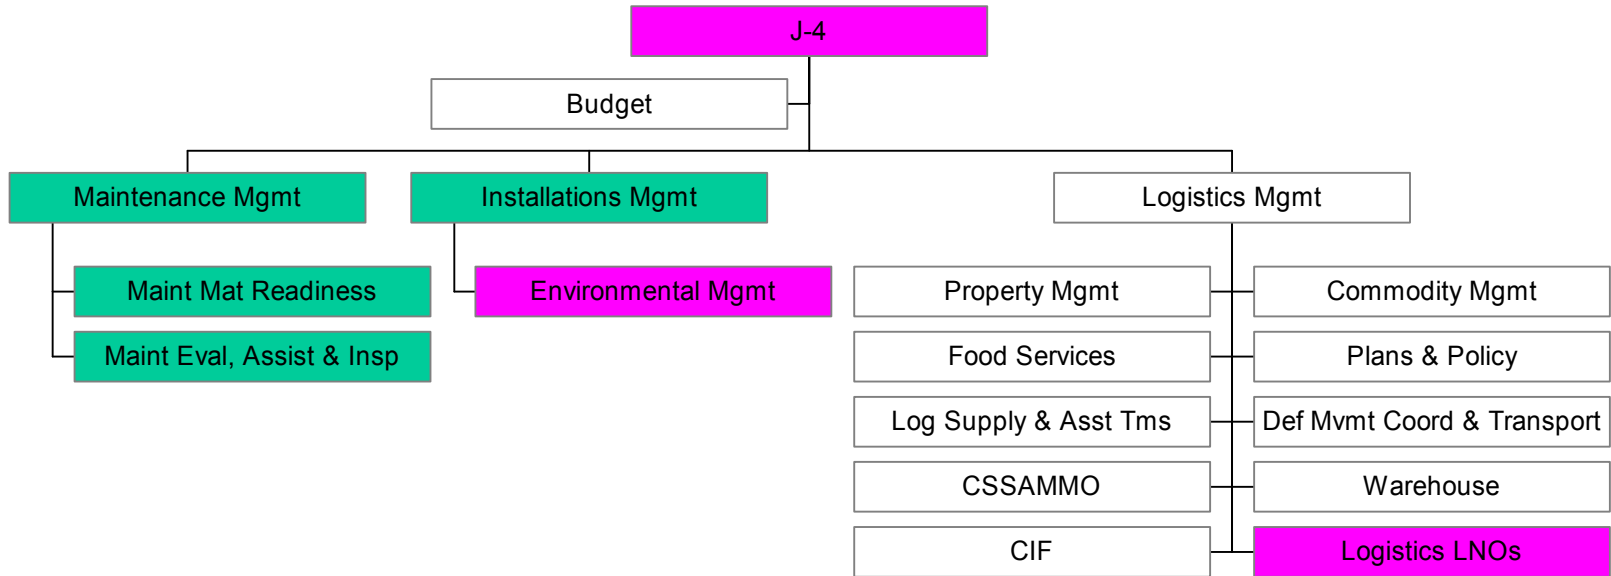 J-4
Budget
Maintenance Mgmt
Installations Mgmt
Logistics Mgmt
Maint Mat Readiness
Environmental Mgmt
Property Mgmt
Commodity Mgmt
Maint Eval, Assist & Insp
Food Services
Plans & Policy
Log Supply & Asst Tms
Def Mvmt Coord & Transport
CSSAMMO
Warehouse
CIF
Logistics LNOs